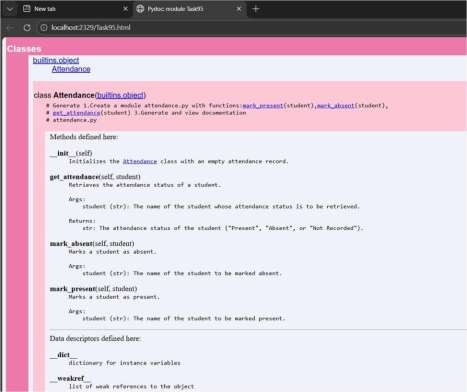 New tab
Pydoc: module Task95
localhost:2329/Task95.html
Classes
builtins.object
Attendance
class Attendance(builtins.object)
# Generate 1.Create a module attendance.py with functions:mark_present(student),mark_absent(student),
# get_attendance(student) 3.Generate and view documentation
# attendance.py
Methods defined here:
__init__(self)
Initializes the Attendance class with an empty attendance record.
get_attendance(self, student)
Retrieves the attendance status of a student.
Args:
student (str): The name of the student whose attendance status is to be retrieved.
Returns:
str: The attendance status of the student ("Present", "Absent", or "Not Recorded").
mark_absent(self, student)
Marks a student as absent.
Args:
student (str): The name of the student to be marked absent.
mark_present(self, student)
Marks a student as present.
Args:
student (str): The name of the student to be marked present.
Data descriptors defined here:
__dict__
dictionary for instance variables
__weakref__
list of weak references to the object